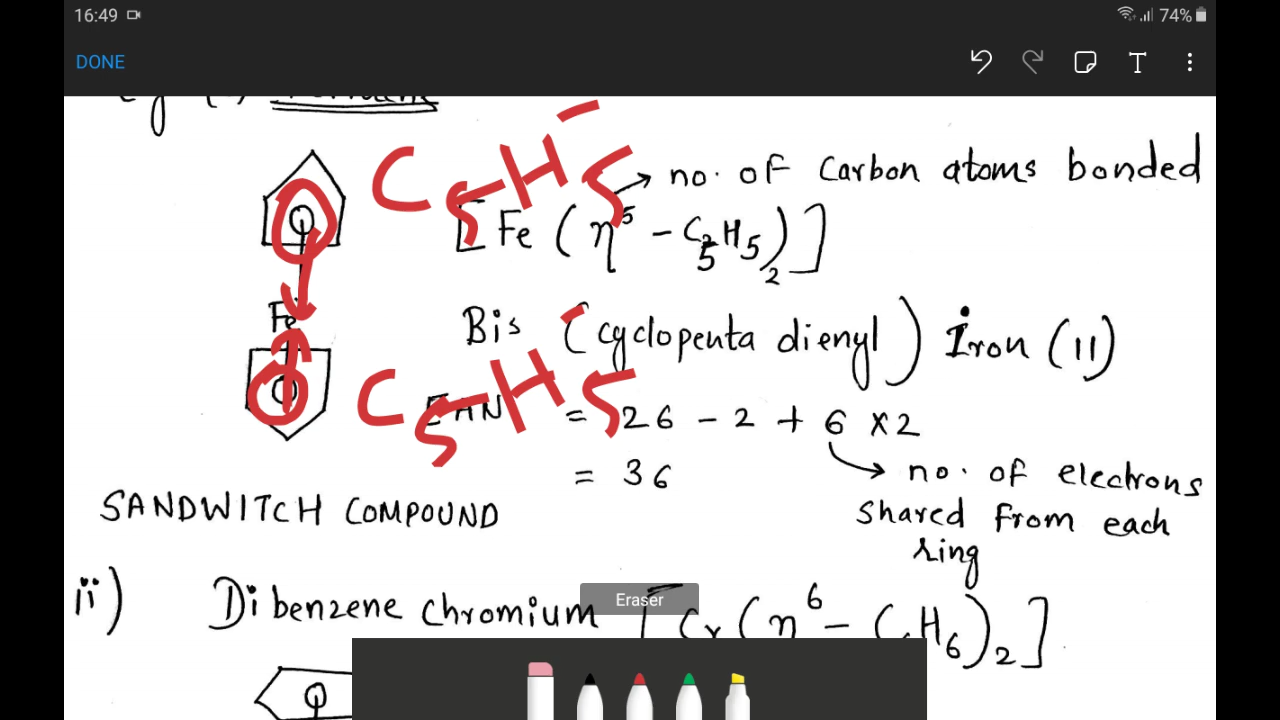 16:49 74%
DONE T
C5H5-
→ no. of carbon atoms bonded
[Fe (η5 - C5H5)2]
Fe
Bis (cyclopenta dienyl) Iron (II)
C5H5
EAN = 26 - 2 + 6 x2
→ no. of electrons
= 36
shared from each
ring
SANDWITCH COMPOUND
ii) Dibenzene chromium [Cr(η6 - C6H6)2]
Eraser